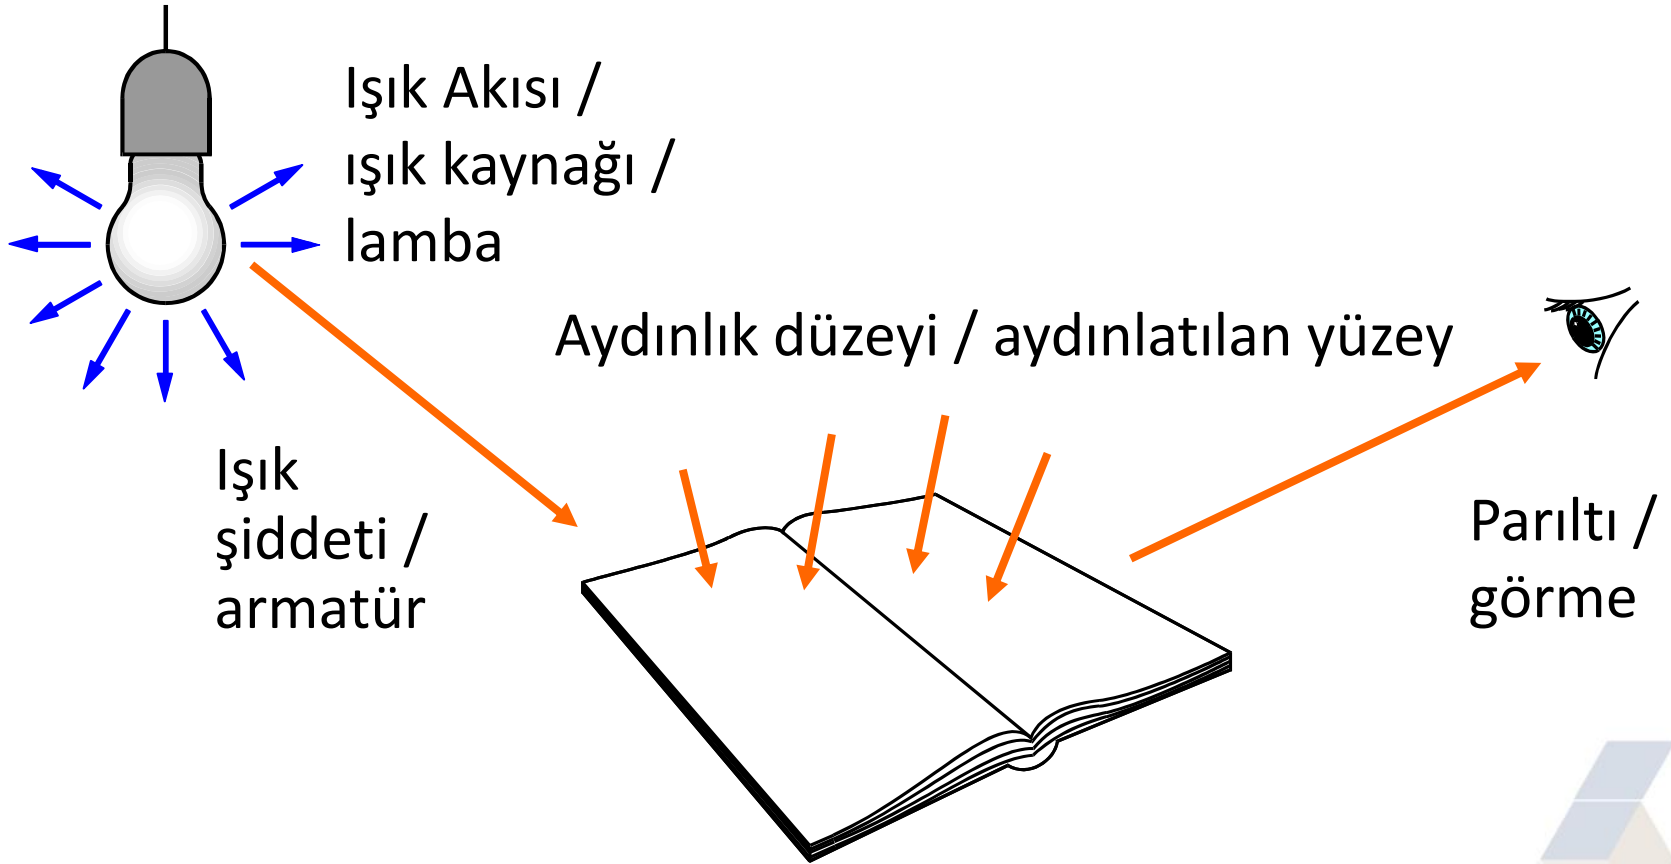 Işık Akısı /
ışık kaynağı /
lamba
Aydınlık düzeyi / aydınlatılan yüzey
Işık
şiddeti /
armatür
Parıltı /
görme